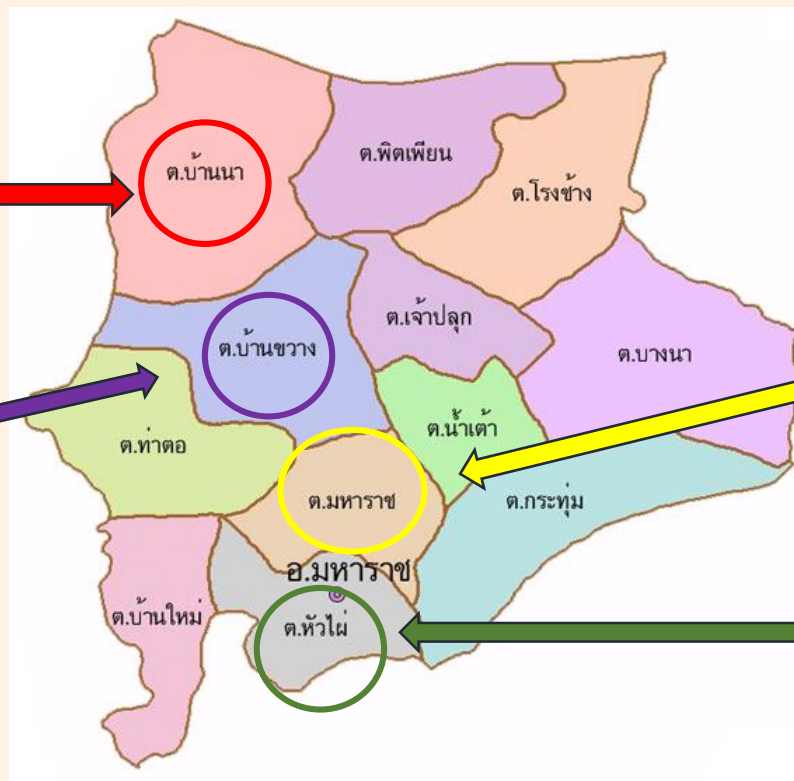 ต.พิตเพียน
ต.บ้านนา
ต.โรงช้าง
ต.เจ้าปลุก
ต.บ้านขวาง
ต.บางนา
ต.น้ำเต้า
ต.ท่าตอ
ต.มหาราช
ต.กระทุ่ม
อ.มหาราช
ต.บ้านใหม่
ต.หัวไผ่